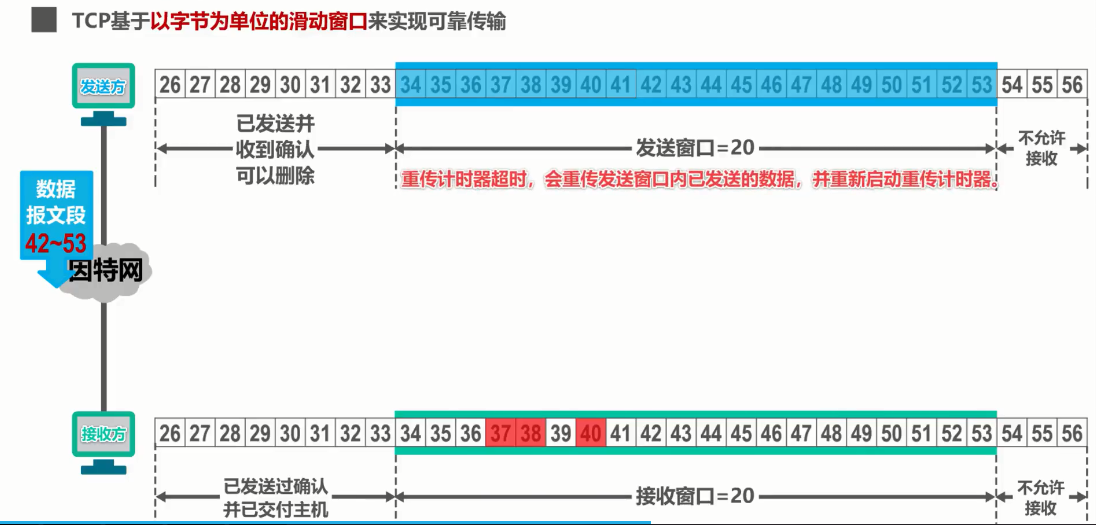 TCP基于以字节为单位的滑动窗口来实现可靠传输
发送方
26 27 28 29 30 31 32 33 34 35 36 37 38 39 40 41 42 43 44 45 46 47 48 49 50 51 52 53 54 55 56
已发送并
收到确认
可以删除
发送窗口=20
不允许
接收
重传计时器超时，会重传发送窗口内已发送的数据，并重新启动重传计时器。
数据
报文段
42~53
因特网
接收方
26 27 28 29 30 31 32 33 34 35 36 37 38 39 40 41 42 43 44 45 46 47 48 49 50 51 52 53 54 55 56
已发送过确认
并已交付主机
接收窗口=20
不允许
接收